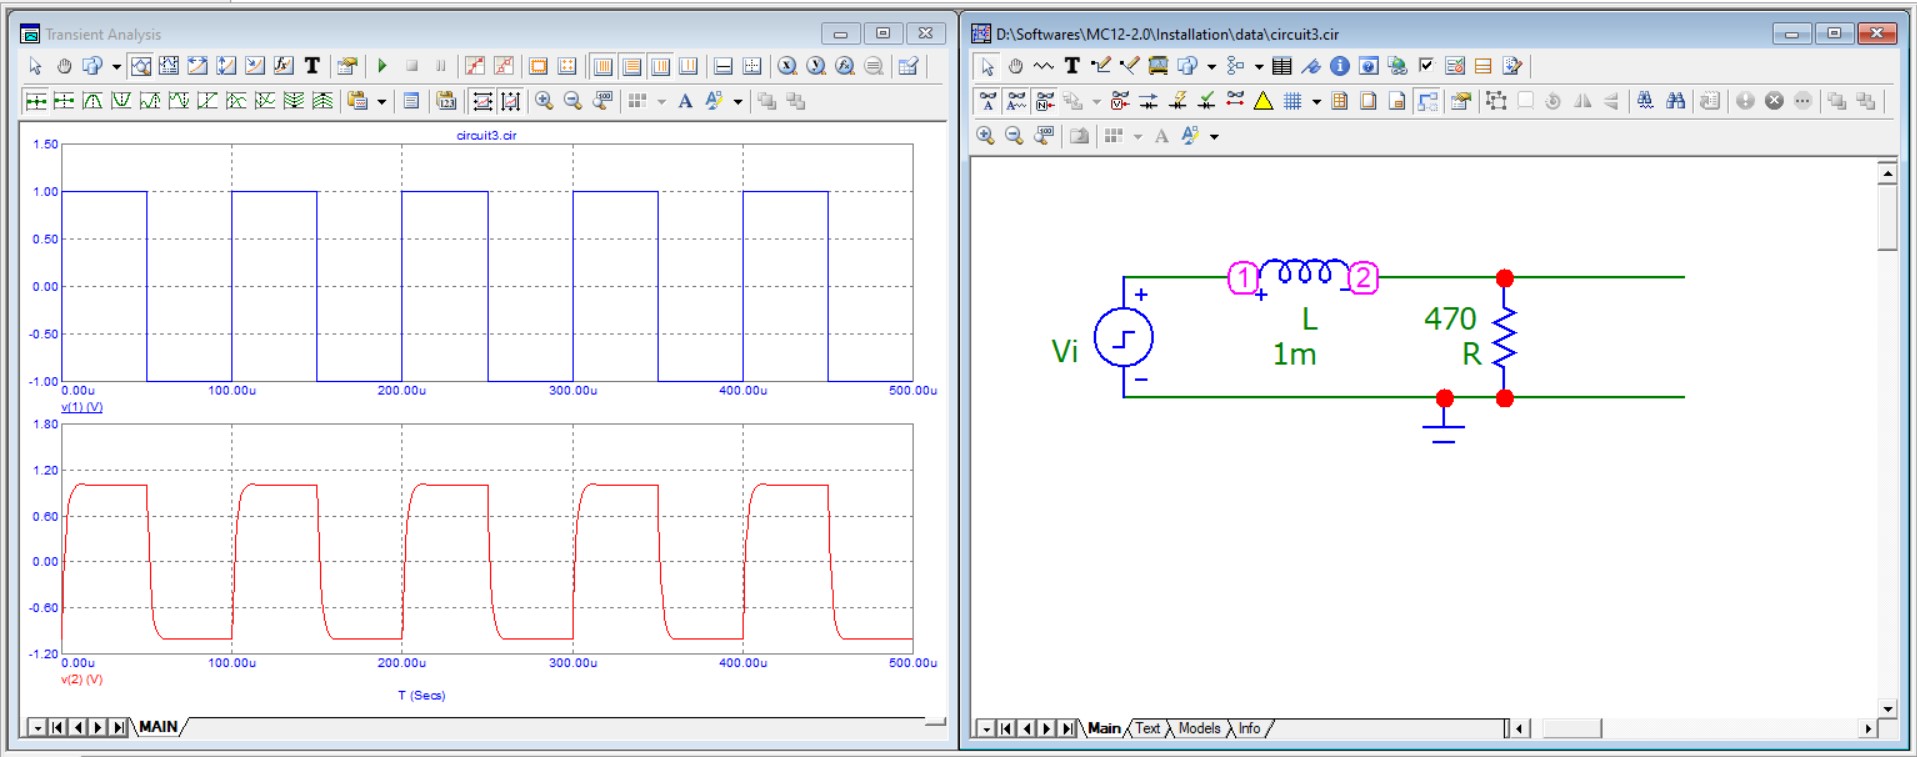 Transient Analysis
circuit3.cir
1.50
1.00
0.50
0.00
-0.50
-1.00
0.00u 100.00u 200.00u 300.00u 400.00u 500.00u
v(1) (V)
1.80
1.20
0.60
0.00
-0.60
-1.20
0.00u 100.00u 200.00u 300.00u 400.00u 500.00u
v(2) (V)
T (Secs)
MAIN
D:\Softwares\MC12-2.0\Installation\data\circuit3.cir
1 2
+ +
L
1m
470
R
Vi
Main Text Models Info